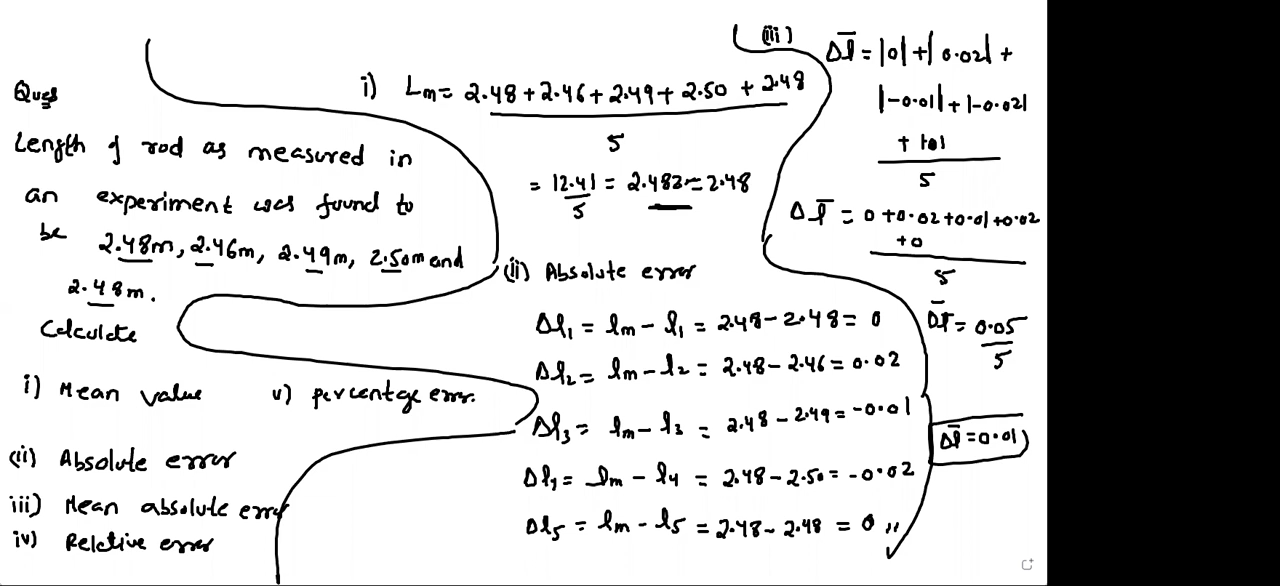 Ques
Length of rod as measured in
an experiment was found to
be 2.48m, 2.46m, 2.49m, 2.50m and
2.48m.
Calculate
i) Mean value v) percentage error.
(ii) Absolute error
iii) Mean absolute error
iv) Relative error
i) Lm = 2.48 + 2.46 + 2.49 + 2.50 + 2.48
5
= 12.41/5 = 2.482 ≈ 2.48
(ii) Absolute error
Δl1 = lm - l1 = 2.48 - 2.48 = 0
Δl2 = lm - l2 = 2.48 - 2.46 = 0.02
Δl3 = lm - l3 = 2.48 - 2.49 = -0.01
Δl4 = lm - l4 = 2.48 - 2.50 = -0.02
Δl5 = lm - l5 = 2.48 - 2.48 = 0 ,,
(iii)
Δl̄ = |0| + |0.02| +
|-0.01| + |-0.02|
+ |0|
5
Δl̄ = 0 + 0.02 + 0.01 + 0.02
+0
5
Δl̄ = 0.05
5
Δl̄ = 0.01